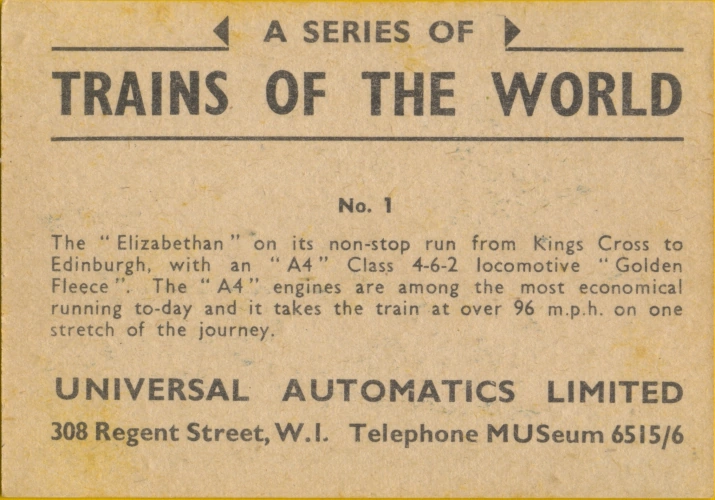 A SERIES OF
TRAINS OF THE WORLD
No. 1
The "Elizabethan" on its non-stop run from Kings Cross to
Edinburgh, with an "A4" Class 4-6-2 locomotive "Golden
Fleece". The "A4" engines are among the most economical
running to-day and it takes the train at over 96 m.p.h. on one
stretch of the journey.
UNIVERSAL AUTOMATICS LIMITED
308 Regent Street, W.I. Telephone MUSeum 6515/6